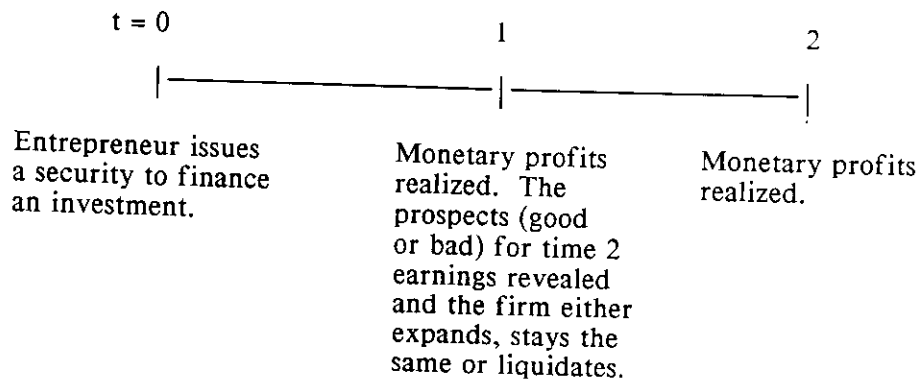 t = 0
1
2
Entrepreneur issues
a security to finance
an investment.
Monetary profits
realized. The
prospects (good
or bad) for time 2
earnings revealed
and the firm either
expands, stays the
same or liquidates.
Monetary profits
realized.